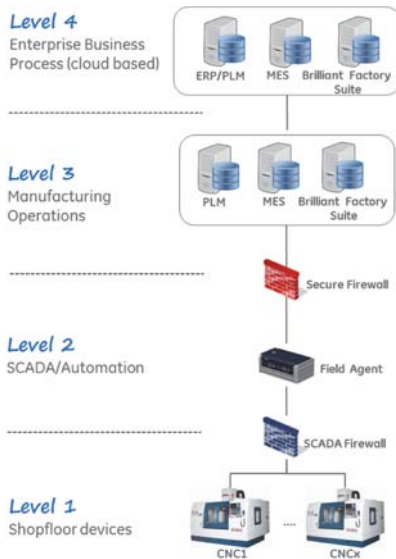 Level 4
Enterprise Business
Process (cloud based)
ERP/PLM
MES
Brilliant Factory
Suite
Level 3
Manufacturing
Operations
PLM
MES
Brilliant Factory
Suite
Secure Firewall
Level 2
SCADA/Automation
Field Agent
SCADA Firewall
Level 1
Shopfloor devices
CNC1
....
CNCx